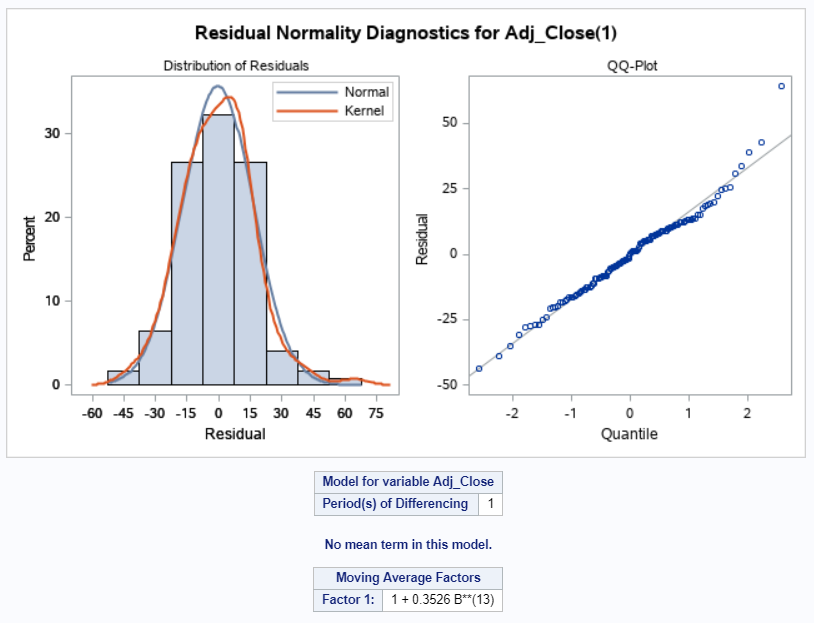 Residual Normality Diagnostics for Adj_Close(1)
Distribution of Residuals
Normal
Kernel
Percent
30
20
10
0
-60 -45 -30 -15 0 15 30 45 60 75
Residual
QQ-Plot
Residual
50
25
0
-25
-50
-2 -1 0 1 2
Quantile
Model for variable Adj_Close
Period(s) of Differencing 1
No mean term in this model.
Moving Average Factors
Factor 1: 1 + 0.3526 B**(13)